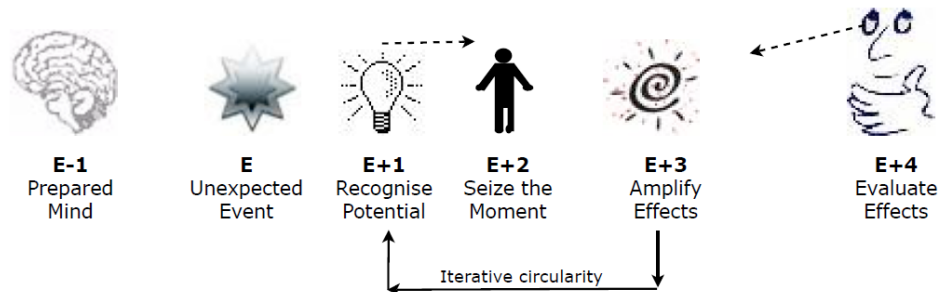 E-1
Prepared
Mind
E
Unexpected
Event
E+1
Recognise
Potential
E+2
Seize the
Moment
E+3
Amplify
Effects
E+4
Evaluate
Effects
Iterative circularity